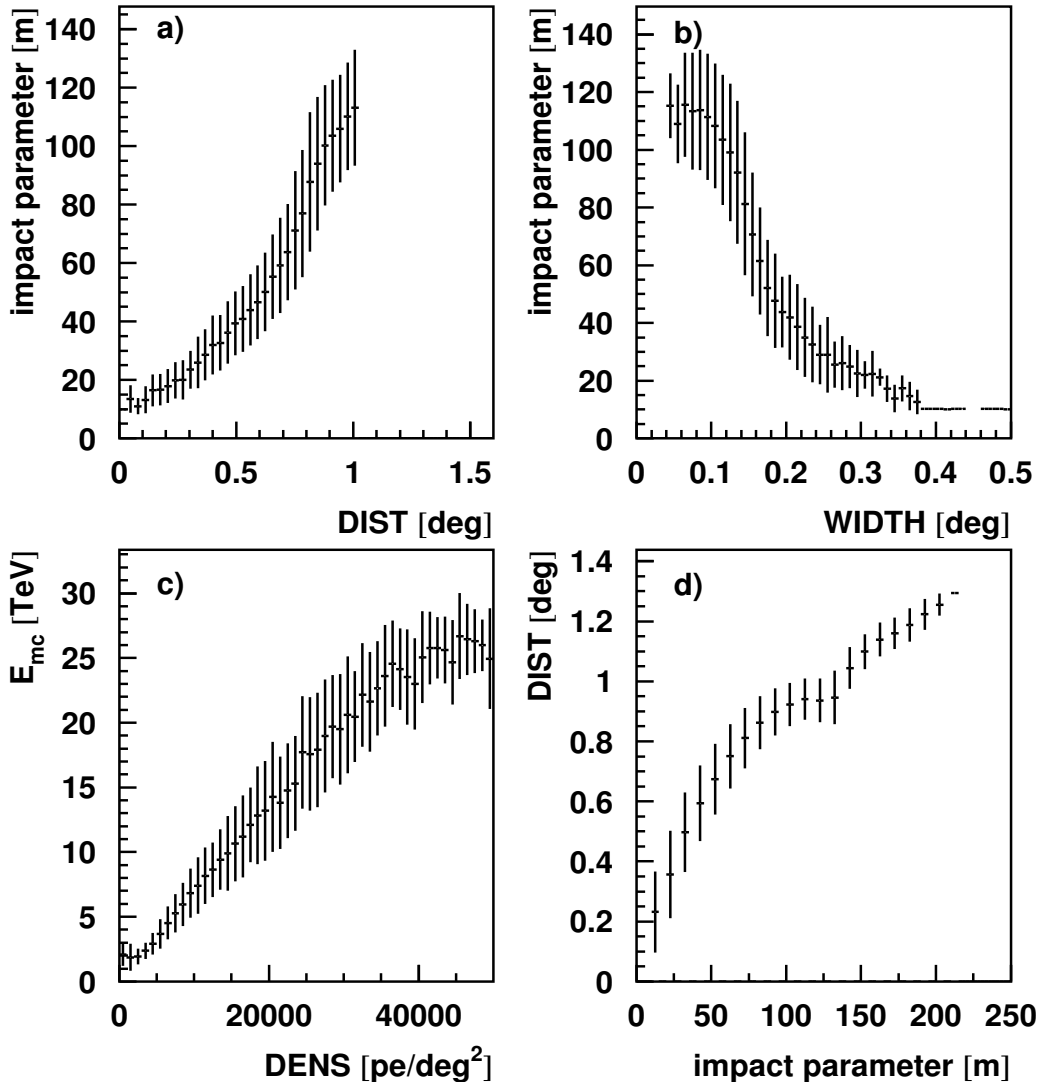 a)
impact parameter [m]
140
120
100
80
60
40
20
0
0 0.5 1 1.5
DIST [deg]
b)
impact parameter [m]
140
120
100
80
60
40
20
0
0 0.1 0.2 0.3 0.4 0.5
WIDTH [deg]
c)
E_mc [TeV]
30
25
20
15
10
5
0
0 20000 40000
DENS [pe/deg²]
d)
DIST [deg]
1.4
1.2
1
0.8
0.6
0.4
0.2
0
0 50 100 150 200 250
impact parameter [m]